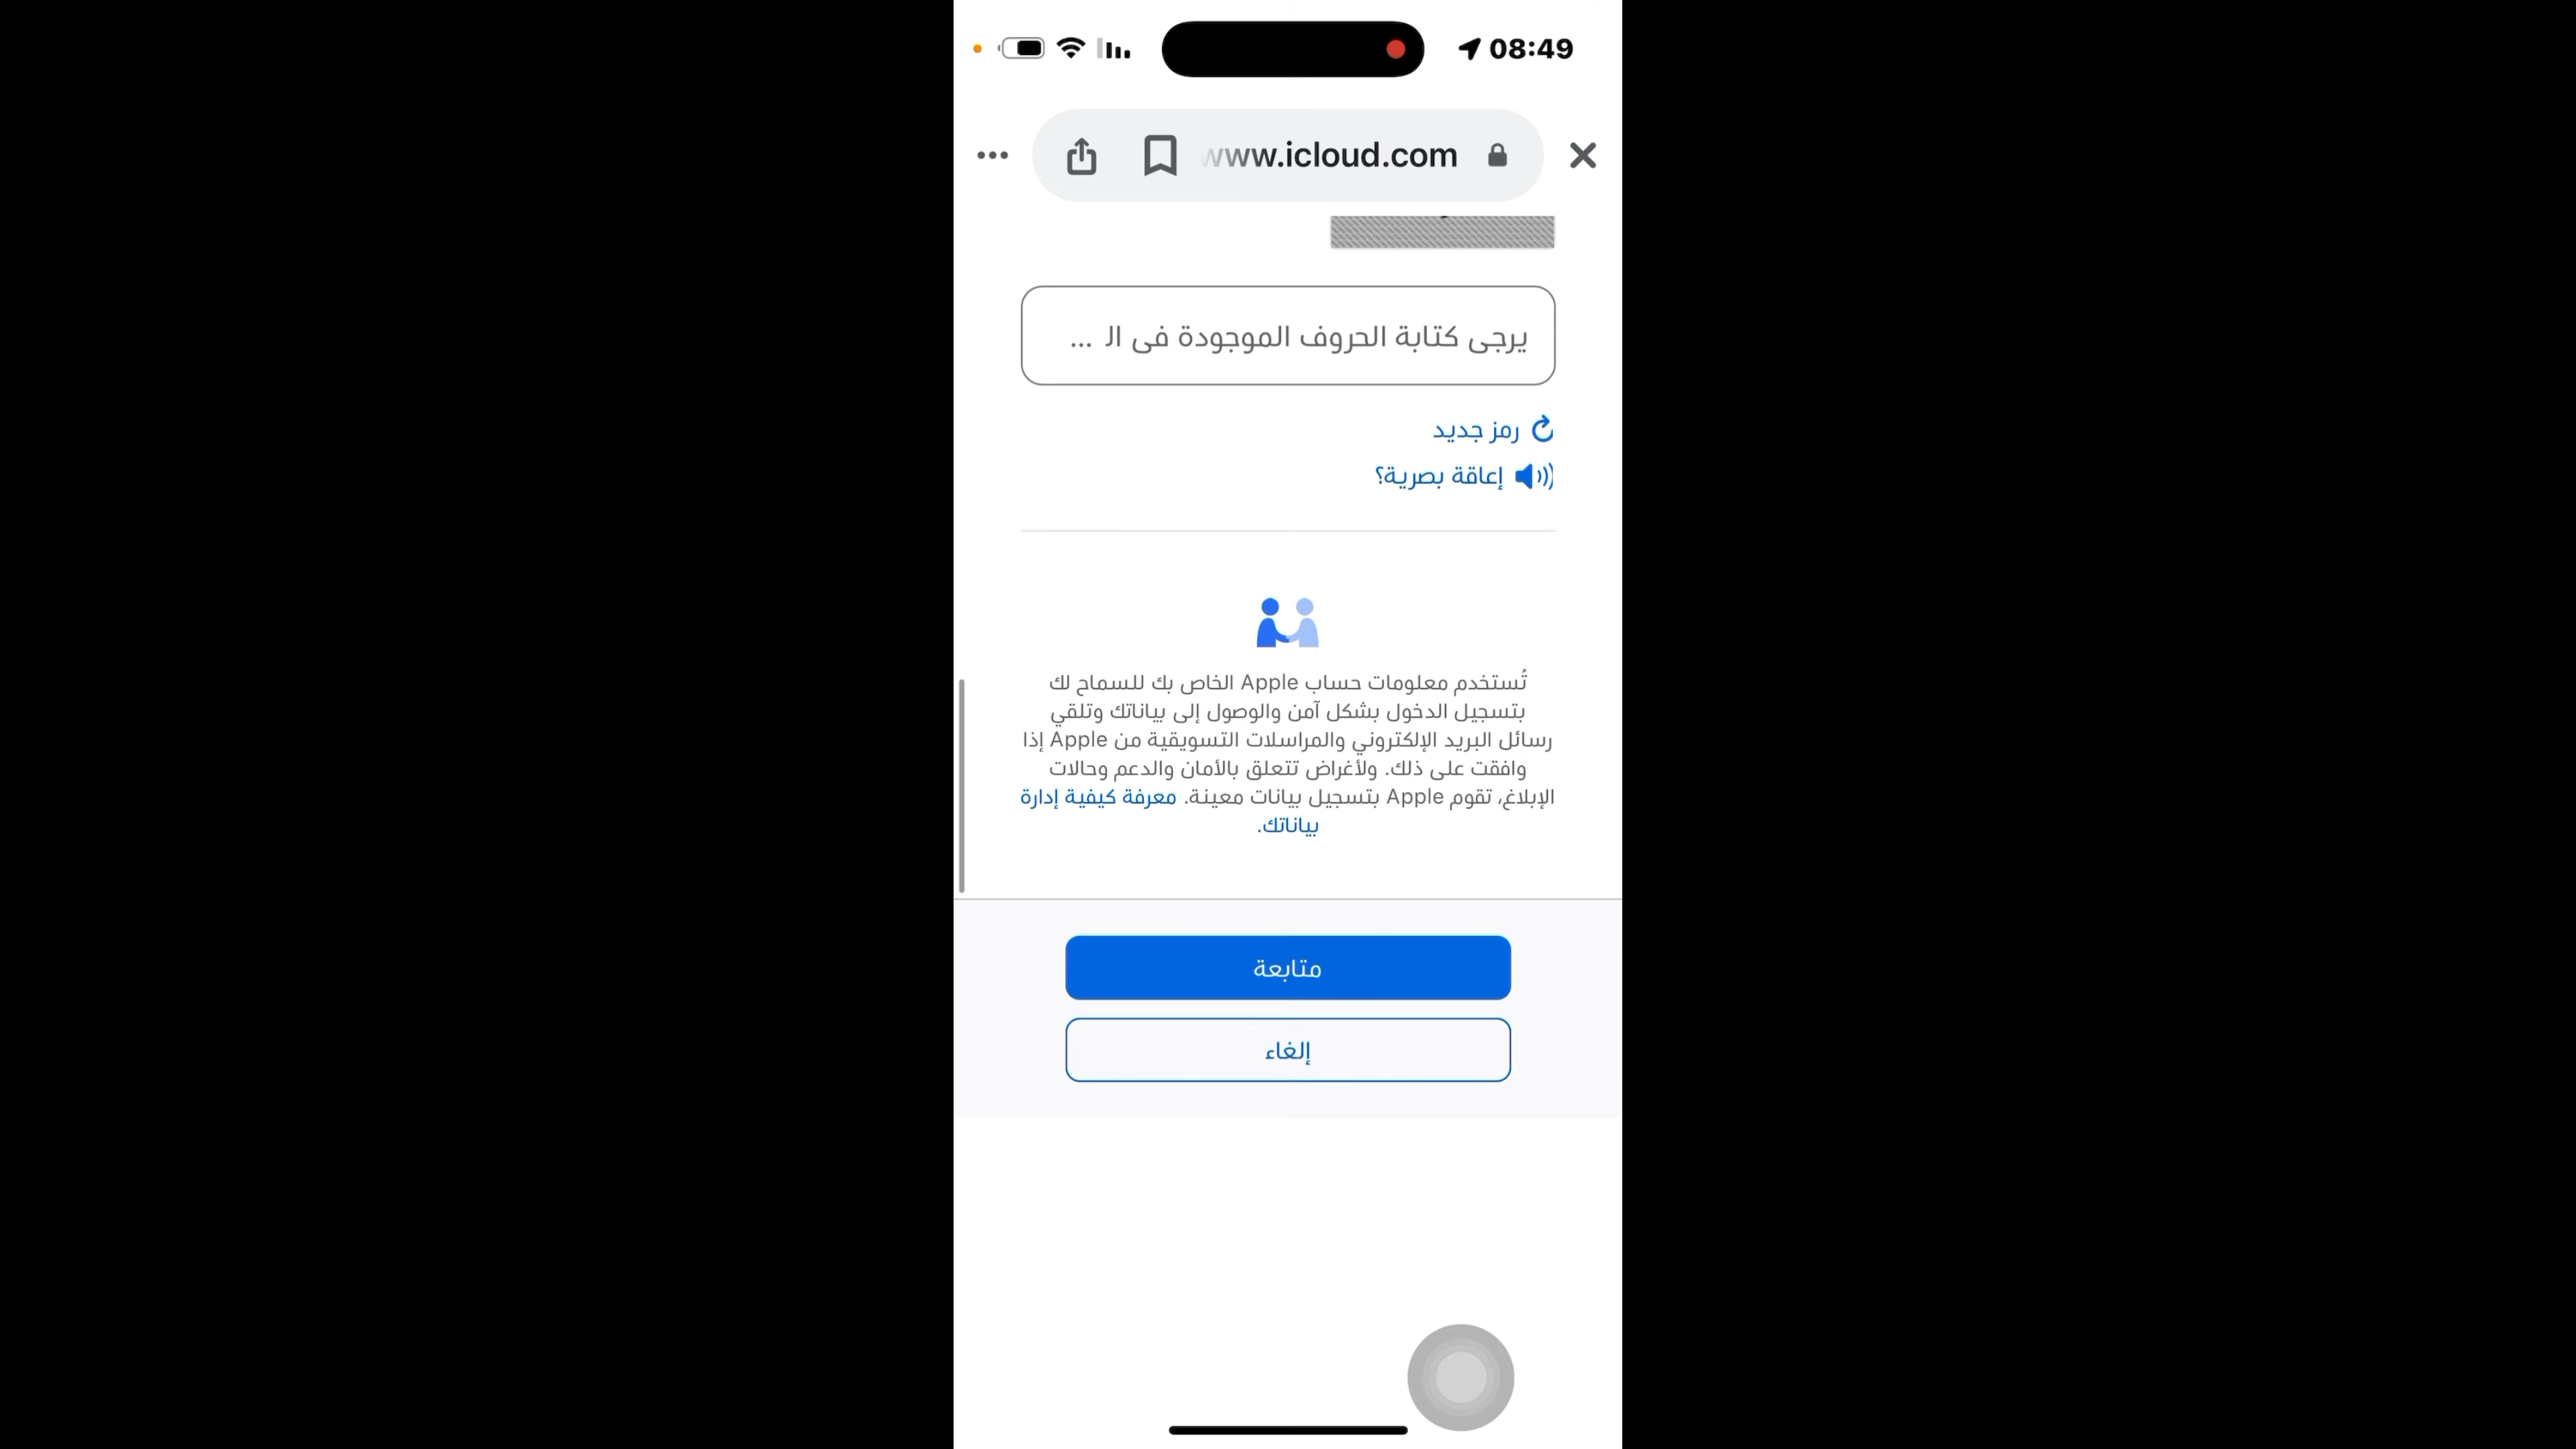 08:49
www.icloud.com
يرجى كتابة الحروف الموجودة في ال ...
رمز جديد
إعاقة بصرية؟
تُستخدم معلومات حساب Apple الخاص بك للسماح لك
بتسجيل الدخول بشكل آمن والوصول إلى بياناتك وتلقي
رسائل البريد الإلكتروني والمراسلات التسويقية من Apple إذا
وافقت على ذلك. ولأغراض تتعلق بالأمان والدعم وحالات
الإبلاغ، تقوم Apple بتسجيل بيانات معينة. معرفة كيفية إدارة
بياناتك.
متابعة
إلغاء